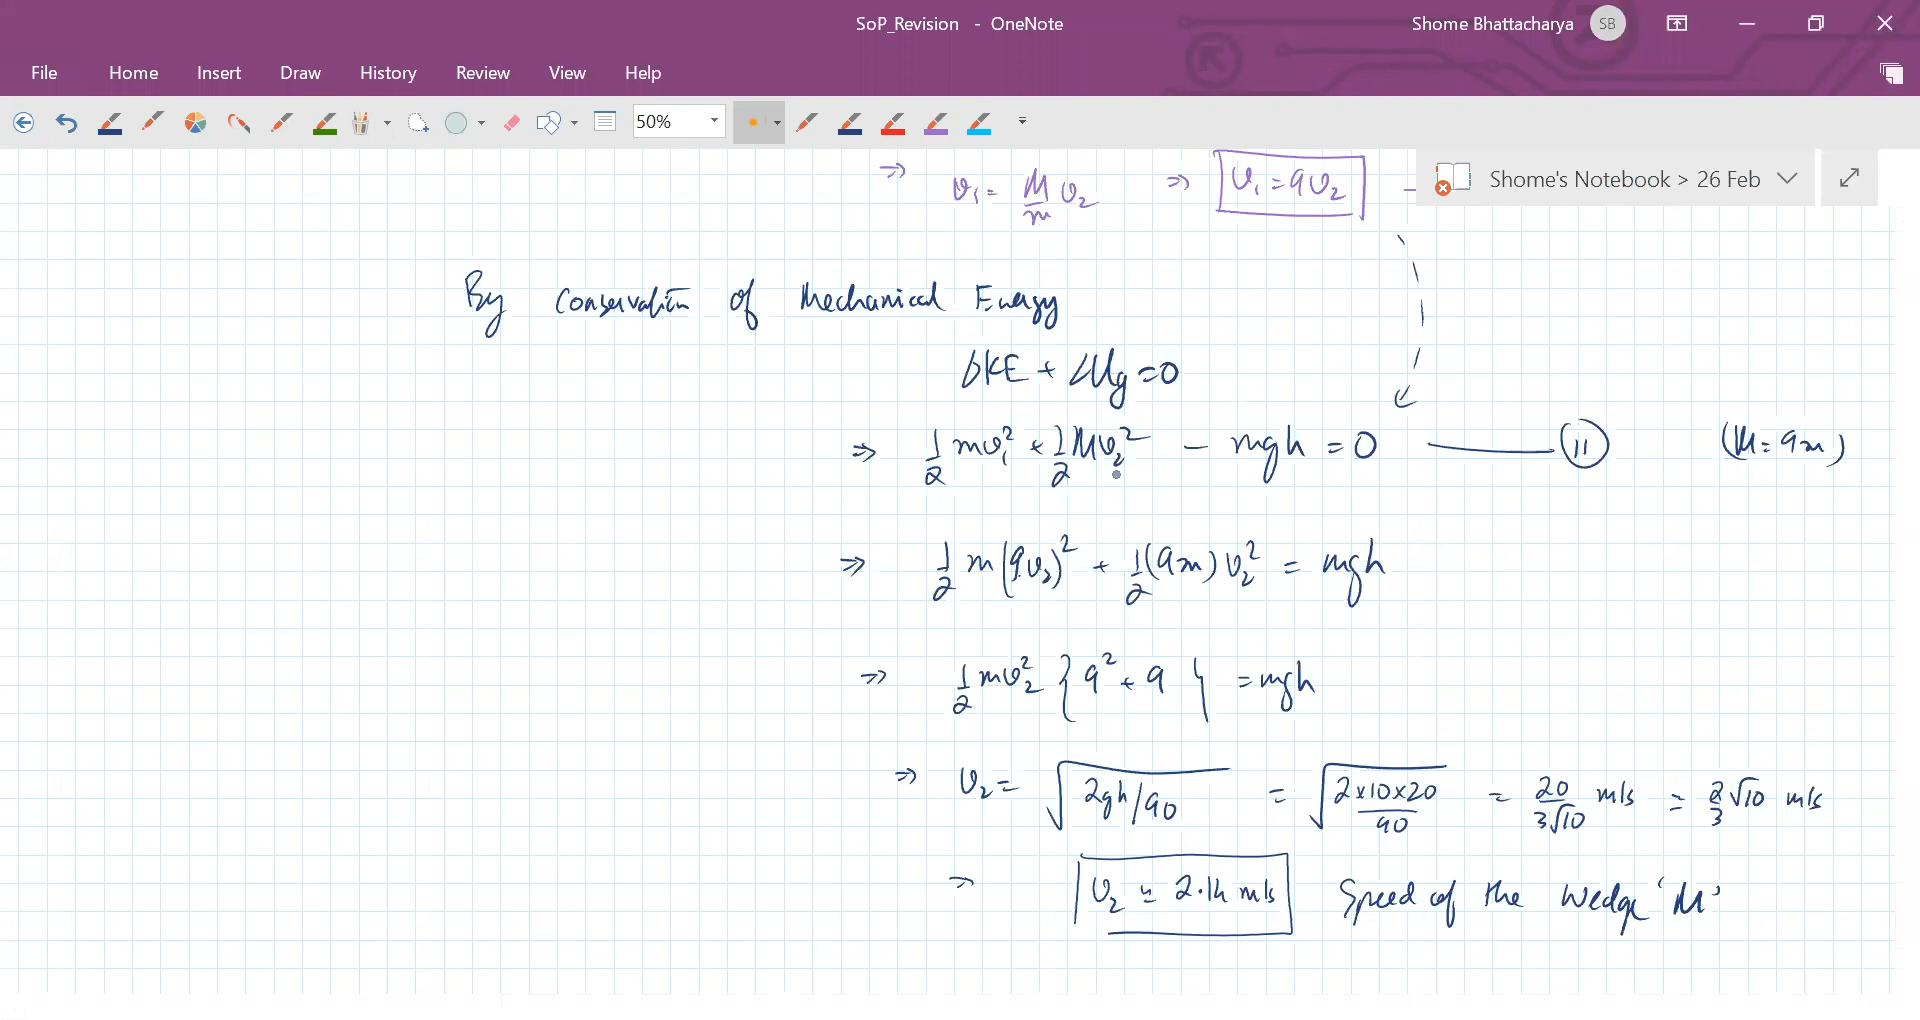 SoP_Revision - OneNote
Shome Bhattacharya SB
File Home Insert Draw History Review View Help
50%
Shome's Notebook > 26 Feb
⇒ v₁ = M/m v₂ ⇒ v₁ = 9v₂
By Conservation of Mechanical Energy
ΔKE + ΔUg = 0
⇒ 1/2 mv₁² + 1/2 Mv₂² - mgh = 0 —— 11 (M = 9m)
⇒ 1/2 m(9v₂)² + 1/2 (9m) v₂² = mgh
⇒ 1/2 mv₂² { 9² + 9 } = mgh
⇒ v₂ = √(2gh/90) = √(2×10×20/90) = 20/3√10 m/s = 2/3 √10 m/s
⇒ v₂ ≈ 2.1 m/s Speed of the wedge 'M'